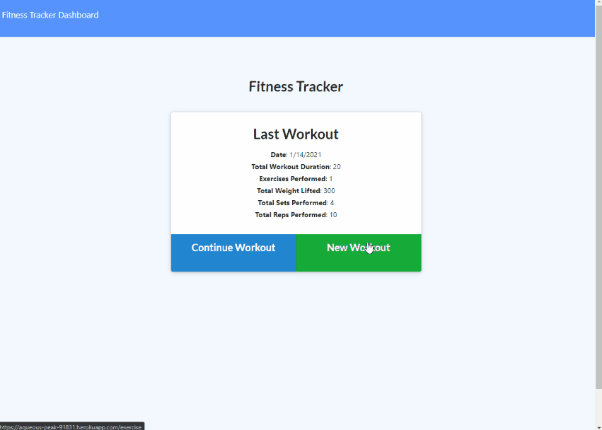 Fitness Tracker Dashboard
Fitness Tracker
Last Workout
Date: 1/14/2021
Total Workout Duration: 20
Exercises Performed: 1
Total Weight Lifted: 300
Total Sets Performed: 4
Total Reps Performed: 10
Continue Workout
New Workout
https://aqueous-peak-91831.herokuapp.com/exercise